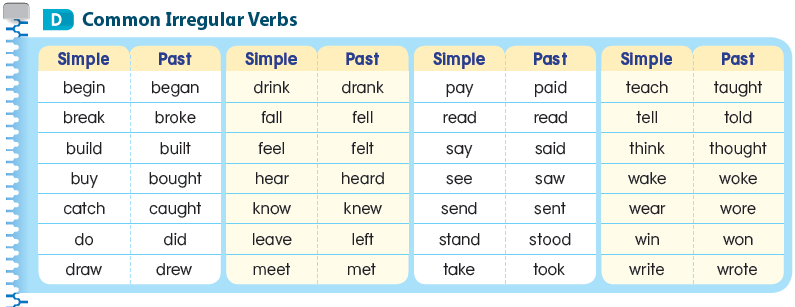 D Common Irregular Verbs
Simple Past Simple Past Simple Past Simple Past
begin began drink drank pay paid teach taught
break broke fall fell read read tell told
build built feel felt say said think thought
buy bought hear heard see saw wake woke
catch caught know knew send sent wear wore
do did leave left stand stood win won
draw drew meet met take took write wrote